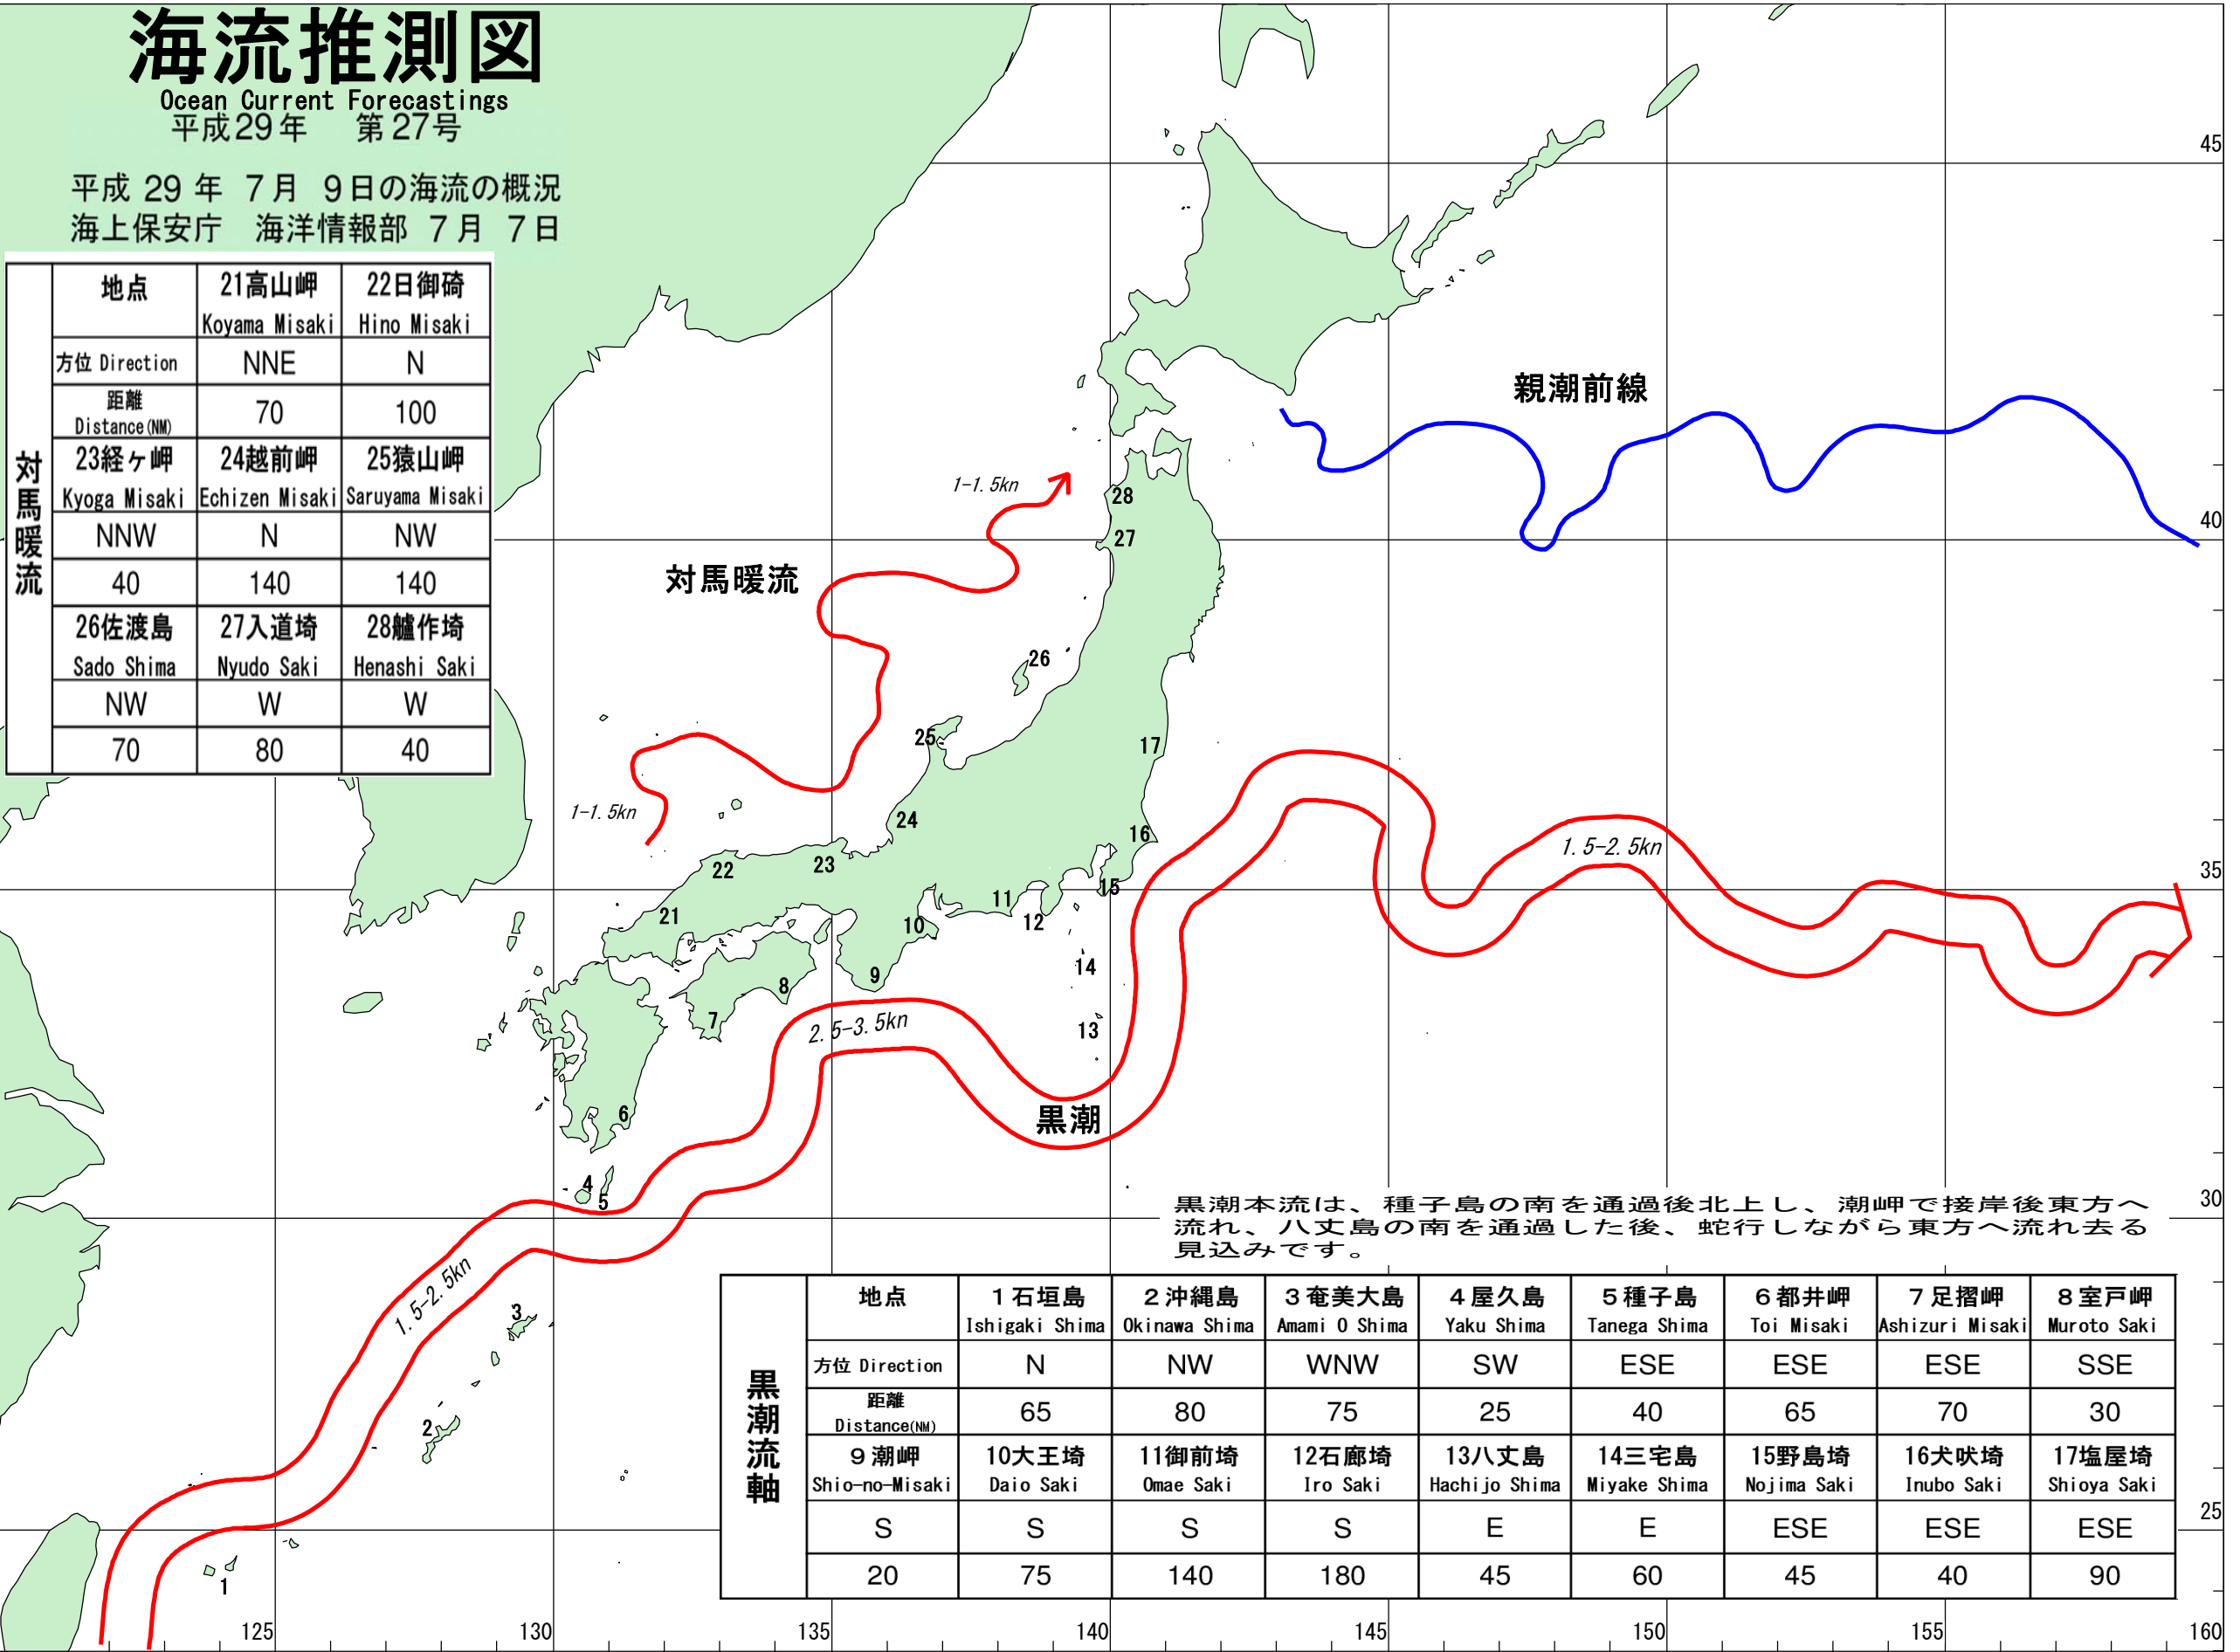 海流推測図
Ocean Current Forecastings
平成29年 第27号
平成 29 年 7月 9日の海流の概況
海上保安庁 海洋情報部 7月 7日
対馬暖流
地点 21高山岬 22日御碕
Koyama Misaki Hino Misaki
方位 Direction NNE N
距離 Distance(NM) 70 100
23経ヶ岬 24越前岬 25猿山岬
Kyoga Misaki Echizen Misaki Saruyama Misaki
NNW N NW
40 140 140
26佐渡島 27入道埼 28艫作埼
Sado Shima Nyudo Saki Henashi Saki
NW W W
70 80 40
45
親潮前線
1-1.5kn
28
40
27
対馬暖流
26
25
17
1-1.5kn
24
16
1.5-2.5kn
23
22
35
15
11
21
10
12
14
9
8
7
2.5-3.5kn
13
6
黒潮
4
5
30
黒潮本流は、種子島の南を通過後北上し、潮岬で接岸後東方へ
流れ、八丈島の南を通過した後、蛇行しながら東方へ流れ去る
見込みです。
1.5-2.5kn
3
2
1
25
黒潮流軸
地点 1石垣島 2沖縄島 3奄美大島 4屋久島 5種子島 6都井岬 7足摺岬 8室戸岬
Ishigaki Shima Okinawa Shima Amami O Shima Yaku Shima Tanega Shima Toi Misaki Ashizuri Misaki Muroto Saki
方位 Direction N NW WNW SW ESE ESE ESE SSE
距離 Distance(NM) 65 80 75 25 40 65 70 30
9潮岬 10大王埼 11御前埼 12石廊埼 13八丈島 14三宅島 15野島埼 16犬吠埼 17塩屋埼
Shio-no-Misaki Daio Saki Omae Saki Iro Saki Hachijo Shima Miyake Shima Nojima Saki Inubo Saki Shioya Saki
S S S S E E ESE ESE ESE
20 75 140 180 45 60 45 40 90
125 130 135 140 145 150 155 160